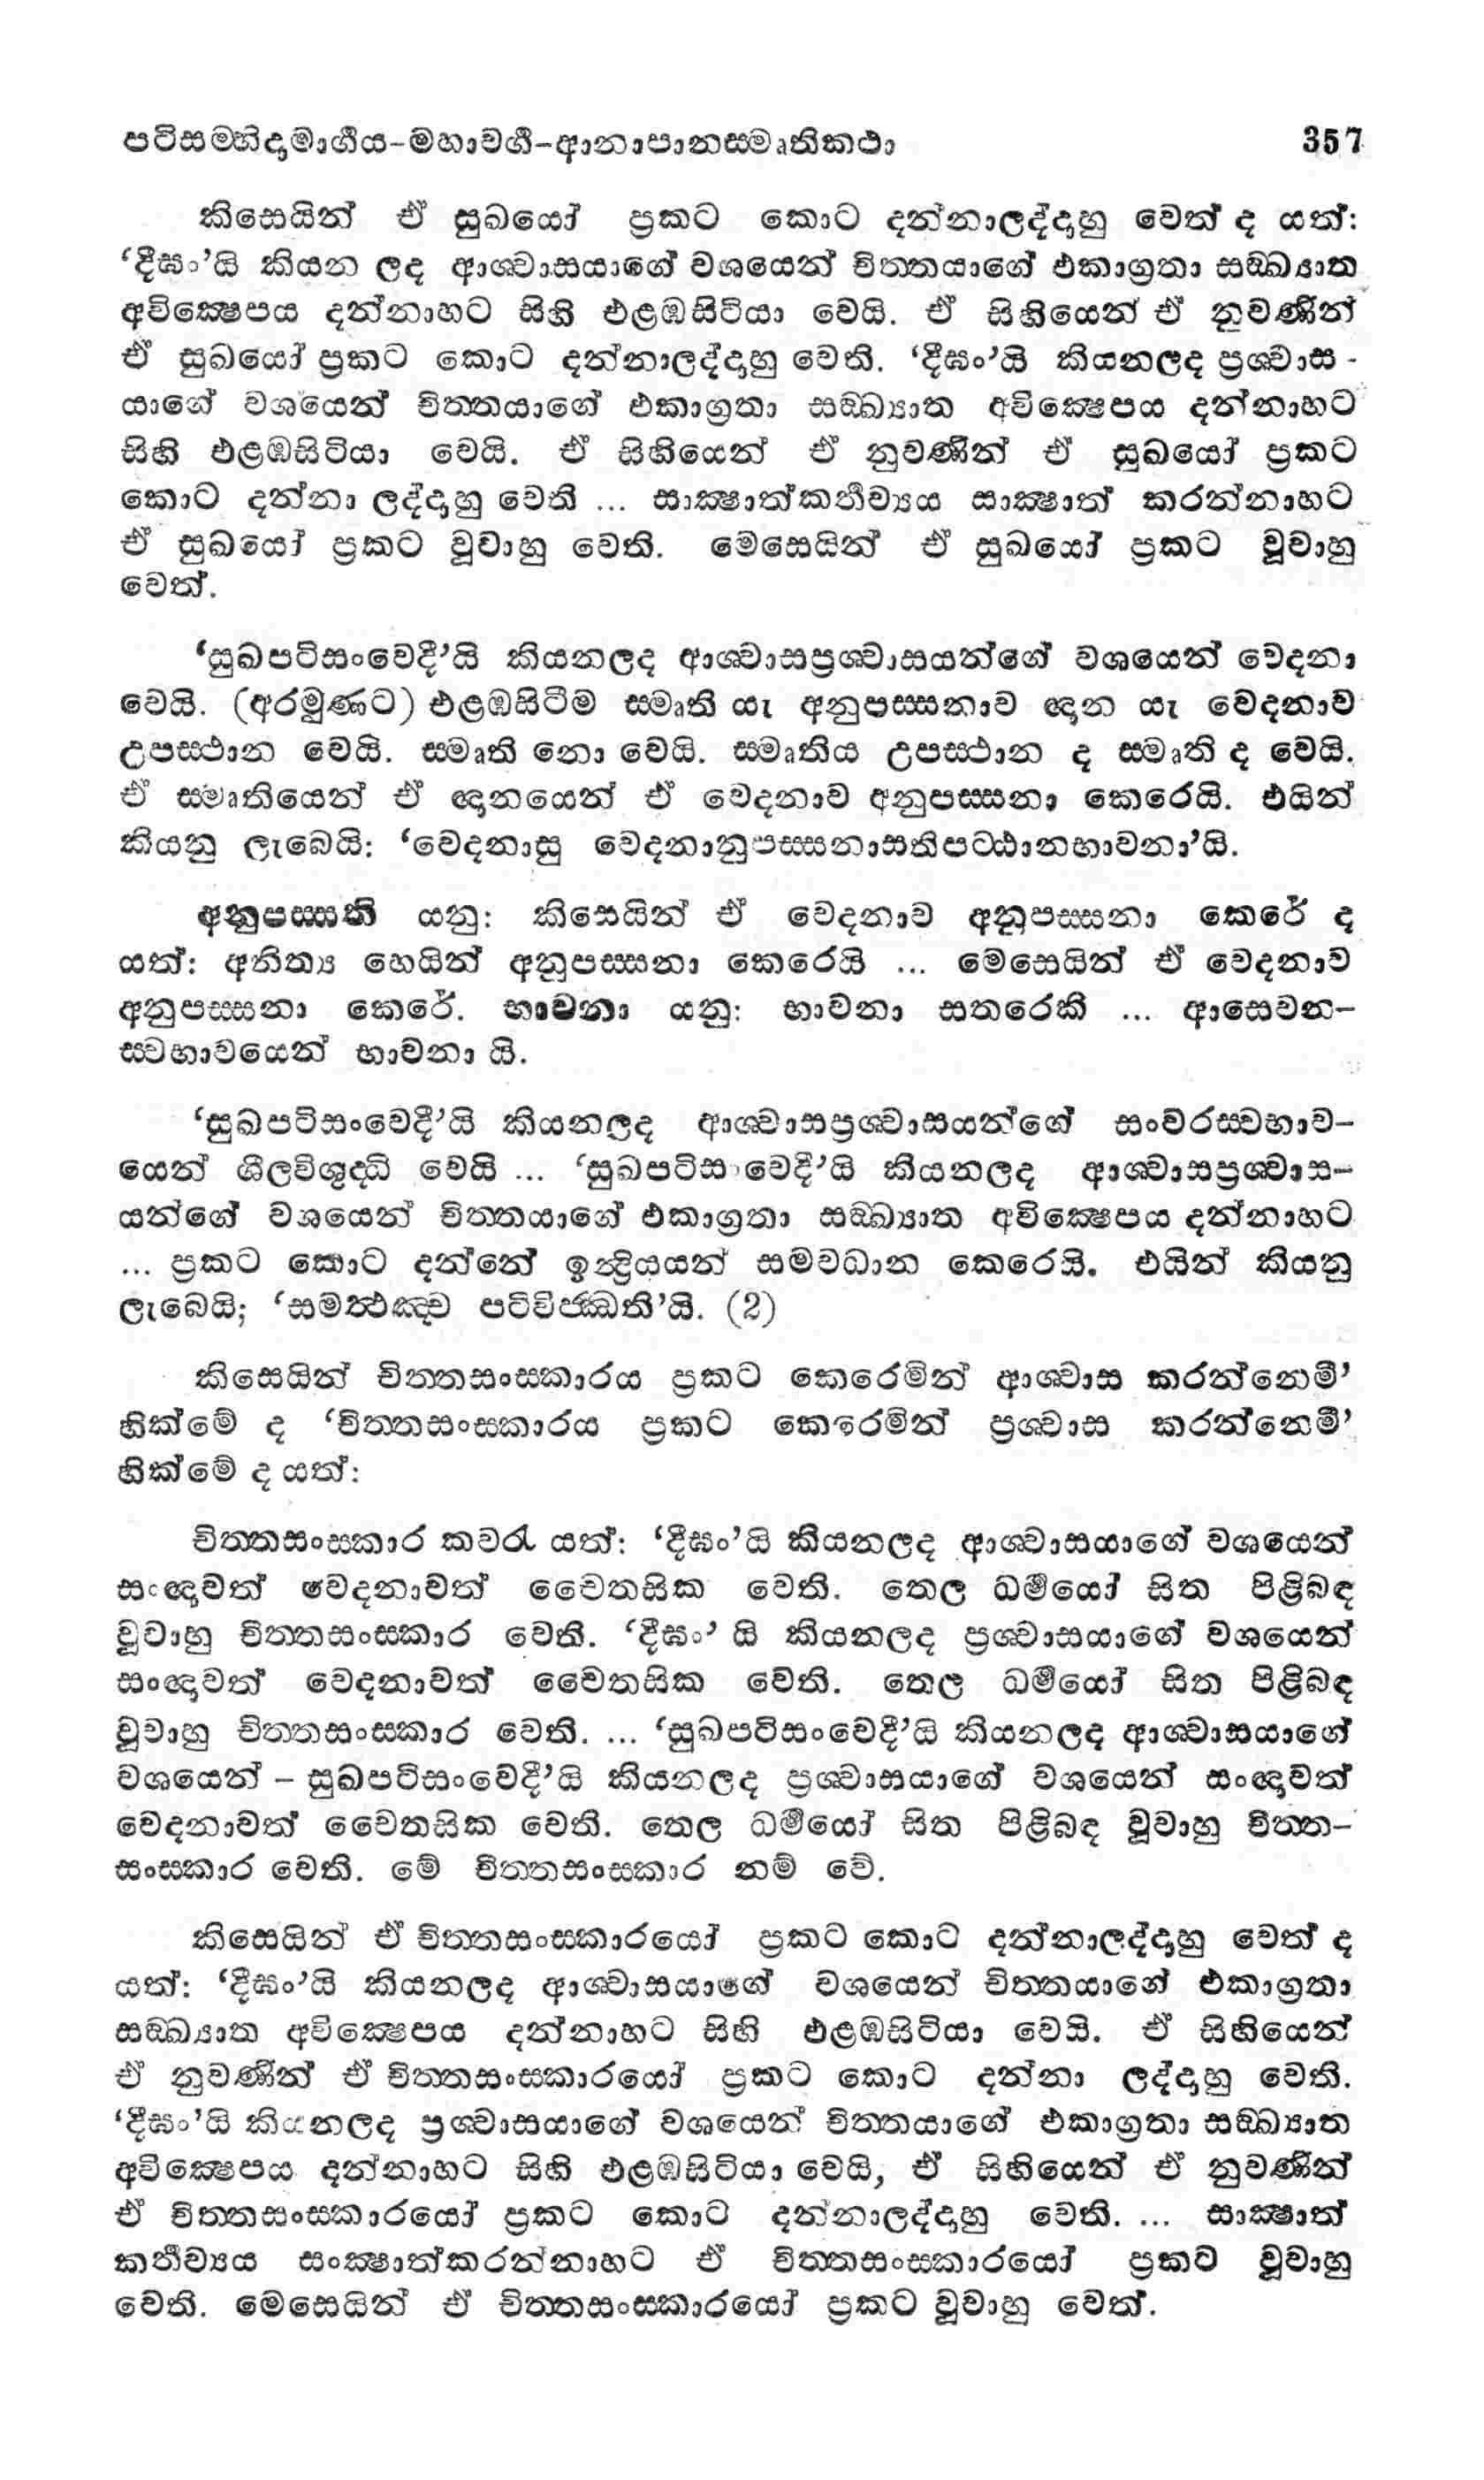 පටිසම්භිදාමාර්ගය-මහාවර්ග-ආනාපානස්මෘතිකථා 357
කිසෙයින් ඒ සුඛයෝ ප්‍රකට කොට දන්නාලද්දාහු වෙත් ද යත්:
‘දීඝං’යි කියන ලද ආශ්වාසයාගේ වශයෙන් චිත්තයාගේ එකාග්‍රතා සඞ්ඛ්‍යාත
අවික්‍ෂෙපය දන්නාහට සිහි එළඹසිටියා වෙයි. ඒ සිහියෙන් ඒ නුවණින්
ඒ සුඛයෝ ප්‍රකට කොට දන්නාලද්දාහු වෙති. ‘දීඝං’යි කියනලද ප්‍රශ්වාස-
යාගේ වශයෙන් චිත්තයාගේ එකාග්‍රතා සඞ්ඛ්‍යාත අවික්‍ෂෙපය දන්නාහට
සිහි එළඹසිටියා වෙයි. ඒ සිහියෙන් ඒ නුවණින් ඒ සුඛයෝ ප්‍රකට
කොට දන්නා ලද්දාහු වෙති ... සාක්‍ෂාත්කර්තව්‍යය සාක්‍ෂාත් කරන්නාහට
ඒ සුඛයෝ ප්‍රකට වූවාහු වෙති. මෙසෙයින් ඒ සුඛයෝ ප්‍රකට වූවාහු
වෙත්.
‘සුඛපටිසංවෙදී’යි කියනලද ආශ්වාසප්‍රශ්වාසයන්ගේ වශයෙන් වෙදනා
වෙයි. (අරමුණට) එළඹසිටීම ස්මෘති යැ අනුපස්සනාව ඥාන යැ වෙදනාව
උපස්ථාන වෙයි. ස්මෘති නො වෙයි. ස්මෘතිය උපස්ථාන ද ස්මෘති ද වෙයි.
ඒ ස්මෘතියෙන් ඒ ඥානයෙන් ඒ වෙදනාව අනුපස්සනා කෙරෙයි. එයින්
කියනු ලැබෙයි: ‘වෙදනාසු වෙදනානුපස්සනාසතිපට්ඨානභාවනා’යි.
අනුපස්සති යනු: කිසෙයින් ඒ වෙදනාව අනුපස්සනා කෙරේ ද
යත්: අනිත්‍ය හෙයින් අනුපස්සනා කෙරෙයි ... මෙසෙයින් ඒ වෙදනාව
අනුපස්සනා කෙරේ. භාවනා යනු: භාවනා සතරෙකි ... ආසෙවන-
ස්වභාවයෙන් භාවනා යි.
‘සුඛපටිසංවෙදී’යි කියනලද ආශ්වාසප්‍රශ්වාසයන්ගේ සංවරස්වභාව-
යෙන් ශීලවිශුද්ධි වෙයි ... ‘සුඛපටිසංවෙදී’යි කියනලද ආශ්වාසප්‍රශ්වාස-
යන්ගේ වශයෙන් චිත්තයාගේ එකාග්‍රතා සඞ්ඛ්‍යාත අවික්‍ෂෙපය දන්නාහට
... ප්‍රකට කොට දන්නේ ඉන්ද්‍රියයන් සමවධාන කෙරෙයි. එයින් කියනු
ලැබෙයි; ‘සමත්ථඤ්ච පටිවිජ්ඣති’යි. (2)
කිසෙයින් චිත්තසංස්කාරය ප්‍රකට කෙරෙමින් ආශ්වාස කරන්නෙමී’
හික්මේ ද ‘චිත්තසංස්කාරය ප්‍රකට කෙරෙමින් ප්‍රශ්වාස කරන්නෙමී’
හික්මේ ද යත්:
චිත්තසංස්කාර කවරැ යත්: ‘දීඝං’යි කියනලද ආශ්වාසයාගේ වශයෙන්
සංඥාවත් වෙදනාවත් චෛතසික වෙති. තෙල ධර්මයෝ සිත පිළිබඳ
වූවාහු චිත්තසංස්කාර වෙති. ‘දීඝං’ යි කියනලද ප්‍රශ්වාසයාගේ වශයෙන්
සංඥාවත් වෙදනාවත් චෛතසික වෙති. තෙල ධර්මයෝ සිත පිළිබඳ
වූවාහු චිත්තසංස්කාර වෙති. ... ‘සුඛපටිසංවෙදී’යි කියනලද ආශ්වාසයාගේ
වශයෙන් – සුඛපටිසංවෙදී’යි කියනලද ප්‍රශ්වාසයාගේ වශයෙන් සංඥාවත්
වෙදනාවත් චෛතසික වෙති. තෙල ධර්මයෝ සිත පිළිබඳ වූවාහු චිත්ත-
සංස්කාර වෙති. මේ චිත්තසංස්කාර නම් වේ.
කිසෙයින් ඒ චිත්තසංස්කාරයෝ ප්‍රකට කොට දන්නාලද්දාහු වෙත් ද
යත්: ‘දීඝං’යි කියනලද ආශ්වාසයාගේ වශයෙන් චිත්තයාගේ එකාග්‍රතා
සඞ්ඛ්‍යාත අවික්‍ෂෙපය දන්නාහට සිහි එළඹසිටියා වෙයි. ඒ සිහියෙන්
ඒ නුවණින් ඒ චිත්තසංස්කාරයෝ ප්‍රකට කොට දන්නා ලද්දාහු වෙති.
‘දීඝං’යි කියනලද ප්‍රශ්වාසයාගේ වශයෙන් චිත්තයාගේ එකාග්‍රතා සඞ්ඛ්‍යාත
අවික්‍ෂෙපය දන්නාහට සිහි එළඹසිටියා වෙයි, ඒ සිහියෙන් ඒ නුවණින්
ඒ චිත්තසංස්කාරයෝ ප්‍රකට කොට දන්නාලද්දාහු වෙති. ... සාක්‍ෂාත්
කර්තව්‍යය සංක්‍ෂාත්කරන්නාහට ඒ චිත්තසංස්කාරයෝ ප්‍රකට වූවාහු
වෙති. මෙසෙයින් ඒ චිත්තසංස්කාරයෝ ප්‍රකට වූවාහු වෙත්.